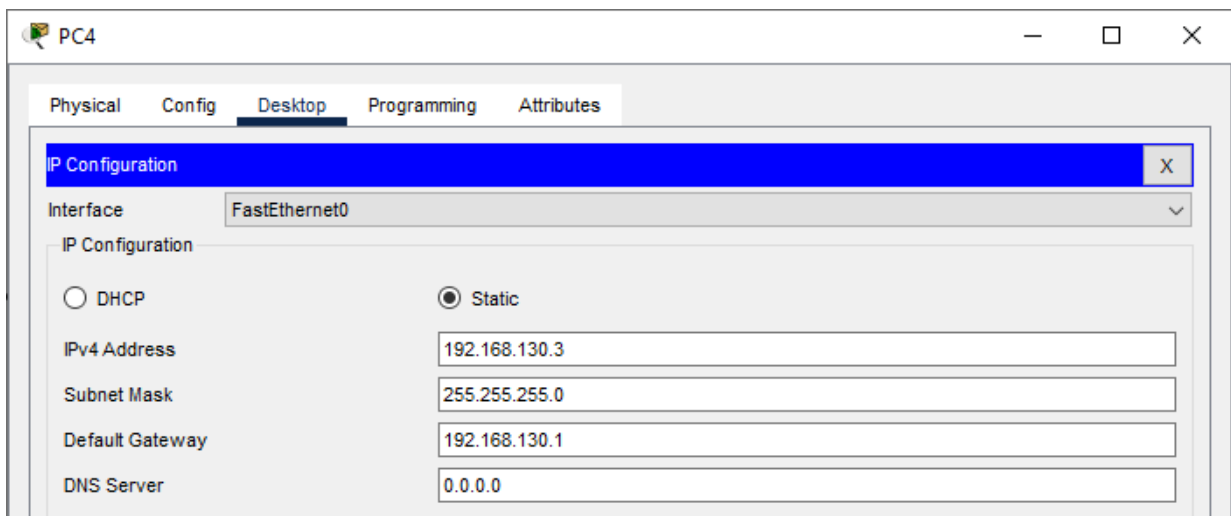 PC4
Physical Config Desktop Programming Attributes
IP Configuration X
Interface FastEthernet0
IP Configuration
DHCP Static
IPv4 Address 192.168.130.3
Subnet Mask 255.255.255.0
Default Gateway 192.168.130.1
DNS Server 0.0.0.0